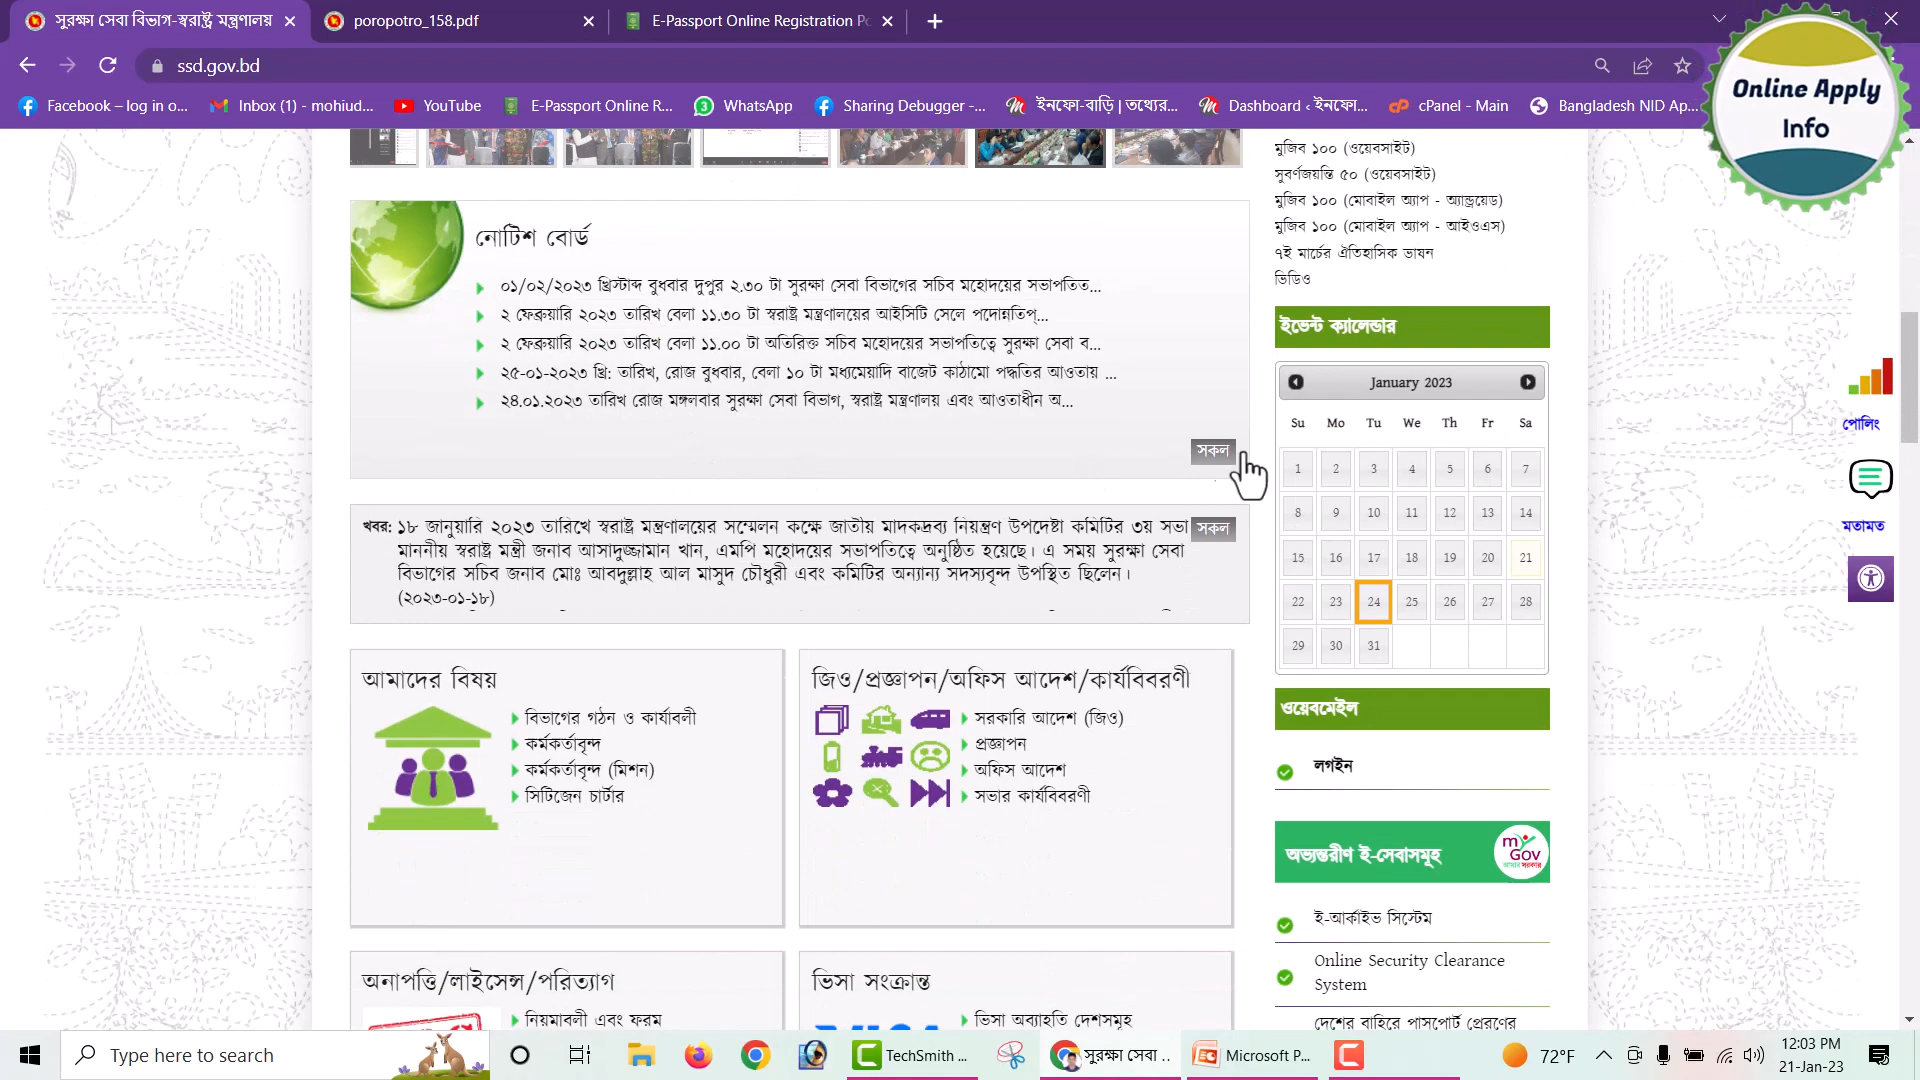 সুরক্ষা সেবা বিভাগ-স্বরাষ্ট্র মন্ত্রণালয়
poropotro_158.pdf
E-Passport Online Registration Po
ssd.gov.bd
Facebook – log in o...
Inbox (1) - mohiud...
YouTube
E-Passport Online R...
WhatsApp
Sharing Debugger -...
ইনফো-বাড়ি | তথ্যের...
Dashboard ‹ ইনফো...
cPanel - Main
Bangladesh NID Ap...
Online Apply
Info
মুজিব ১০০ (ওয়েবসাইট)
সুবর্ণজয়ন্তি ৫০ (ওয়েবসাইট)
মুজিব ১০০ (মোবাইল অ্যাপ - অ্যান্ড্রয়েড)
মুজিব ১০০ (মোবাইল অ্যাপ - আইওএস)
৭ই মার্চের ঐতিহাসিক ভাষন
ভিডিও
নোটিশ বোর্ড
০১/০২/২০২৩ খ্রিস্টাব্দ বুধবার দুপুর ২.৩০ টা সুরক্ষা সেবা বিভাগের সচিব মহোদয়ের সভাপতিত...
২ ফেব্রুয়ারি ২০২৩ তারিখ বেলা ১১.৩০ টা স্বরাষ্ট্র মন্ত্রণালয়ের আইসিটি সেলে পদোন্নতিপ্...
২ ফেব্রুয়ারি ২০২৩ তারিখ বেলা ১১.০০ টা অতিরিক্ত সচিব মহোদয়ের সভাপতিত্বে সুরক্ষা সেবা ব...
২৫-০১-২০২৩ খ্রি: তারিখ, রোজ বুধবার, বেলা ১০ টা মধ্যমেয়াদি বাজেট কাঠামো পদ্ধতির আওতায় ...
২৪.০১.২০২৩ তারিখ রোজ মঙ্গলবার সুরক্ষা সেবা বিভাগ, স্বরাষ্ট্র মন্ত্রণালয় এবং আওতাধীন অ...
সকল
খবর: ১৮ জানুয়ারি ২০২৩ তারিখে স্বরাষ্ট্র মন্ত্রণালয়ের সম্মেলন কক্ষে জাতীয় মাদকদ্রব্য নিয়ন্ত্রণ উপদেষ্টা কমিটির ৩য় সভা
মাননীয় স্বরাষ্ট্র মন্ত্রী জনাব আসাদুজ্জামান খান, এমপি মহোদয়ের সভাপতিত্বে অনুষ্ঠিত হয়েছে। এ সময় সুরক্ষা সেবা
বিভাগের সচিব জনাব মোঃ আবদুল্লাহ আল মাসুদ চৌধুরী এবং কমিটির অন্যান্য সদস্যবৃন্দ উপস্থিত ছিলেন।
(২০২৩-০১-১৮)
সকল
আমাদের বিষয়
বিভাগের গঠন ও কার্যাবলী
কর্মকর্তাবৃন্দ
কর্মকর্তাবৃন্দ (মিশন)
সিটিজেন চার্টার
জিও/প্রজ্ঞাপন/অফিস আদেশ/কার্যবিবরণী
সরকারি আদেশ (জিও)
প্রজ্ঞাপন
অফিস আদেশ
সভার কার্যবিবরণী
অনাপত্তি/লাইসেন্স/পরিত্যাগ
নিয়মাবলী এবং ফরম
ভিসা সংক্রান্ত
ভিসা অব্যাহতি দেশসমূহ
ইভেন্ট ক্যালেন্ডার
January 2023
Su Mo Tu We Th Fr Sa
1 2 3 4 5 6 7
8 9 10 11 12 13 14
15 16 17 18 19 20 21
22 23 24 25 26 27 28
29 30 31
ওয়েবমেইল
লগইন
অভ্যন্তরীণ ই-সেবাসমূহ
my Gov
আমার সরকার
ই-আর্কাইভ সিস্টেম
Online Security Clearance
System
দেশের বাহিরে পাসপোর্ট প্রেরণের
পোলিং
মতামত
Type here to search
TechSmith ...
সুরক্ষা সেবা ..
Microsoft P...
72°F
12:03 PM
21-Jan-23